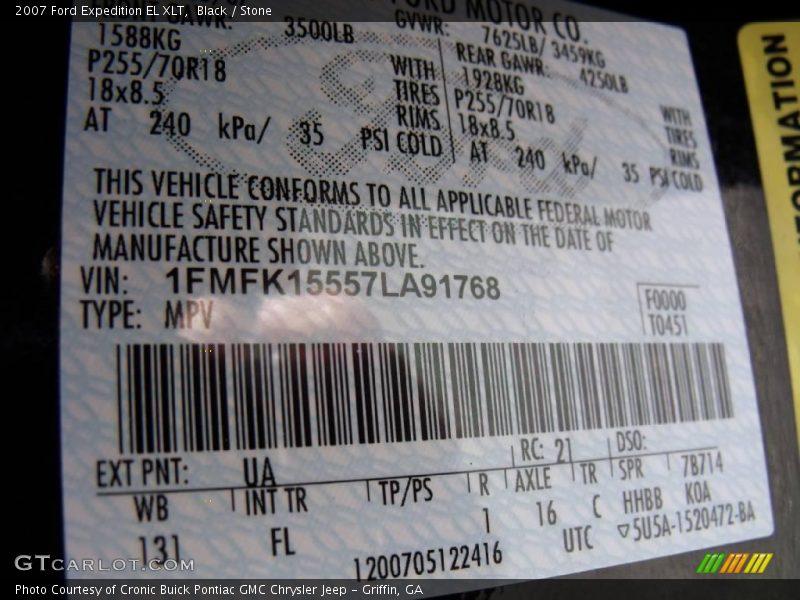 2007 Ford Expedition EL XLT, Black / Stone
FORD MOTOR CO.
GAWR: 3500LB GVWR: 7625LB/ 3459KG
1588KG WITH REAR GAWR: 4250LB
P255/70R18 TIRES 1928KG WITH
18x8.5 RIMS P255/70R18 TIRES
AT 240 kPa/ 35 PSI COLD 18x8.5 RIMS
AT 240 kPa/ 35 PSI COLD
THIS VEHICLE CONFORMS TO ALL APPLICABLE FEDERAL MOTOR
VEHICLE SAFETY STANDARDS IN EFFECT ON THE DATE OF
MANUFACTURE SHOWN ABOVE.
VIN: 1FMFK15557LA91768
TYPE: MPV
F0000
T0451
EXT PNT: UA RC: 21 DSO:
WB INT TR TP/PS R AXLE TR SPR 7B714
131 FL 1 16 C HHBB KOA
1200705122416 UTC ▽5U5A-1520472-BA
INFORMATION
GTCARLOT.COM
Photo Courtesy of Cronic Buick Pontiac GMC Chrysler Jeep - Griffin, GA